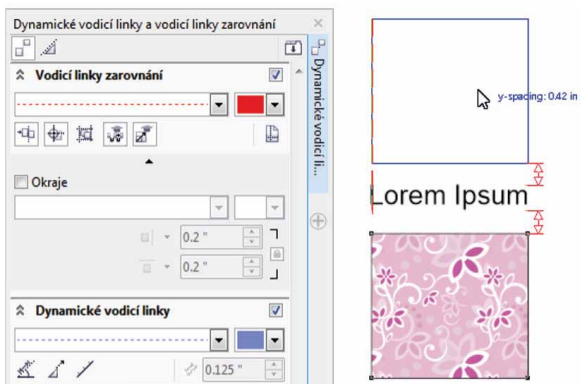 Dynamické vodicí linky a vodicí linky zarovnání
Vodicí linky zarovnání
Okraje
0.2 "
0.2 "
Dynamické vodicí linky
0.125 "
Dynamické vodicí li...
y-spacing: 0.42 in
Lorem Ipsum